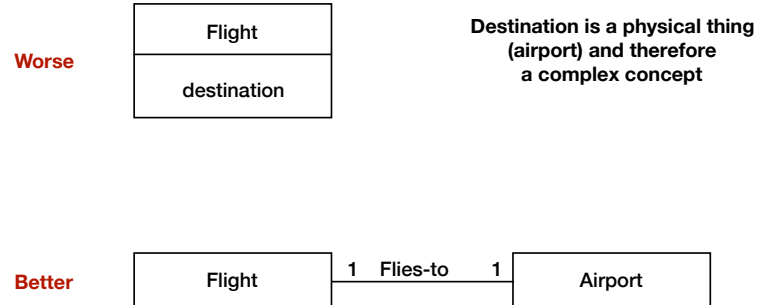 Worse
Flight
destination
Destination is a physical thing
(airport) and therefore
a complex concept
Better
Flight
1 Flies-to 1
Airport